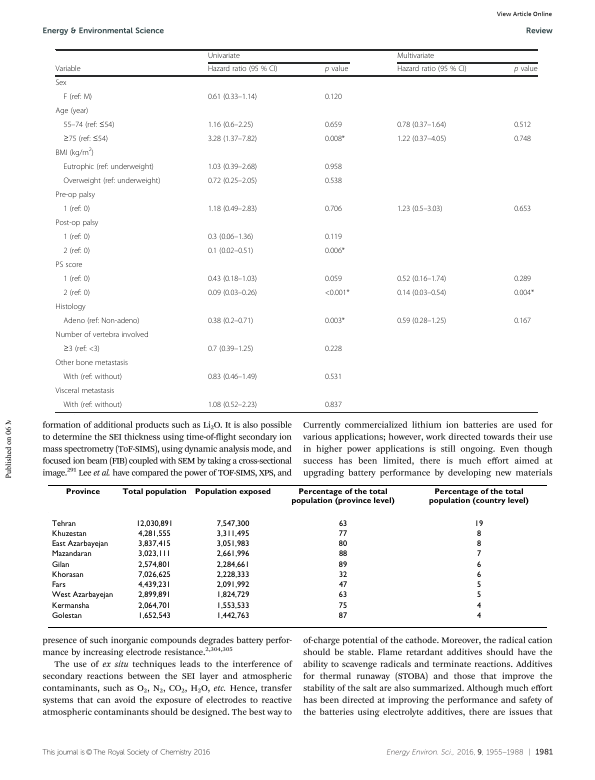 View Article Online
Energy & Environmental Science Review
Univariate Multivariate
Variable Hazard ratio (95 % CI) p value Hazard ratio (95 % CI) p value
Sex
F (ref: M) 0.61 (0.33–1.14) 0.120
Age (year)
55–74 (ref: ≤54) 1.16 (0.6–2.25) 0.659 0.78 (0.37–1.64) 0.512
≥75 (ref: ≤54) 3.28 (1.37–7.82) 0.008* 1.22 (0.37–4.05) 0.748
BMI (kg/m²)
Eutrophic (ref: underweight) 1.03 (0.39–2.68) 0.958
Overweight (ref: underweight) 0.72 (0.25–2.05) 0.538
Pre-op palsy
1 (ref: 0) 1.18 (0.49–2.83) 0.706 1.23 (0.5–3.03) 0.653
Post-op palsy
1 (ref: 0) 0.3 (0.06–1.36) 0.119
2 (ref: 0) 0.1 (0.02–0.51) 0.006*
PS score
1 (ref: 0) 0.43 (0.18–1.03) 0.059 0.52 (0.16–1.74) 0.289
2 (ref: 0) 0.09 (0.03–0.26) <0.001* 0.14 (0.03–0.54) 0.004*
Histology
Adeno (ref: Non-adeno) 0.38 (0.2–0.71) 0.003* 0.59 (0.28–1.25) 0.167
Number of vertebra involved
≥3 (ref: <3) 0.7 (0.39–1.25) 0.228
Other bone metastasis
With (ref: without) 0.83 (0.46–1.49) 0.531
Visceral metastasis
With (ref: without) 1.08 (0.52–2.23) 0.837
formation of additional products such as Li₂O. It is also possible
to determine the SEI thickness using time-of-flight secondary ion
mass spectrometry (ToF-SIMS), using dynamic analysis mode, and
focused ion beam (FIB) coupled with SEM by taking a cross-sectional
image.²⁹¹ Lee et al. have compared the power of TOF-SIMS, XPS, and
Currently commercialized lithium ion batteries are used for
various applications; however, work directed towards their use
in higher power applications is still ongoing. Even though
success has been limited, there is much effort aimed at
upgrading battery performance by developing new materials
Province Total population Population exposed Percentage of the total population (province level) Percentage of the total population (country level)
Tehran 12,030,891 7,547,300 63 19
Khuzestan 4,281,555 3,311,495 77 8
East Azarbayejan 3,837,415 3,051,983 80 8
Mazandaran 3,023,111 2,661,996 88 7
Gilan 2,574,801 2,284,661 89 6
Khorasan 7,026,625 2,228,333 32 6
Fars 4,439,231 2,091,992 47 5
West Azarbayejan 2,899,891 1,824,729 63 5
Kermansha 2,064,701 1,553,533 75 4
Golestan 1,652,543 1,442,763 87 4
presence of such inorganic compounds degrades battery perfor-
mance by increasing electrode resistance.²,³⁰⁴,³⁰⁵
The use of ex situ techniques leads to the interference of
secondary reactions between the SEI layer and atmospheric
contaminants, such as O₂, N₂, CO₂, H₂O, etc. Hence, transfer
systems that can avoid the exposure of electrodes to reactive
atmospheric contaminants should be designed. The best way to
of-charge potential of the cathode. Moreover, the radical cation
should be stable. Flame retardant additives should have the
ability to scavenge radicals and terminate reactions. Additives
for thermal runaway (STOBA) and those that improve the
stability of the salt are also summarized. Although much effort
has been directed at improving the performance and safety of
the batteries using electrolyte additives, there are issues that
Published on 06
This journal is © The Royal Society of Chemistry 2016 Energy Environ. Sci., 2016, 9, 1955–1988 | 1981